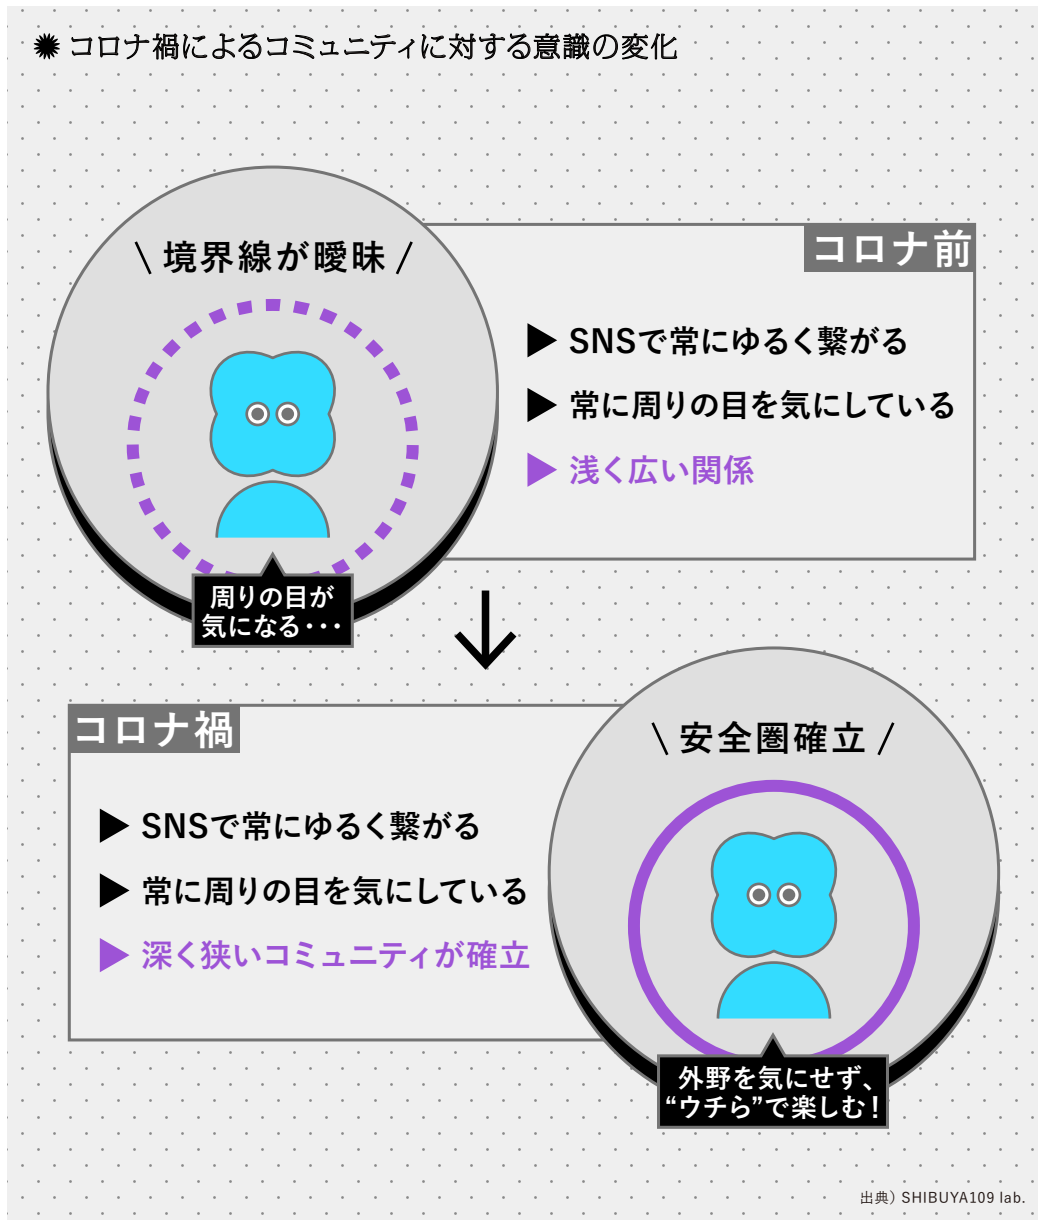 ✹ コロナ禍によるコミュニティに対する意識の変化
\ 境界線が曖昧 /
コロナ前
▶ SNSで常にゆるく繋がる
▶ 常に周りの目を気にしている
▶ 浅く広い関係
周りの目が
気になる・・・
コロナ禍
▶ SNSで常にゆるく繋がる
▶ 常に周りの目を気にしている
▶ 深く狭いコミュニティが確立
\ 安全圏確立 /
外野を気にせず、
“ウチら”で楽しむ！
出典）SHIBUYA109 lab.